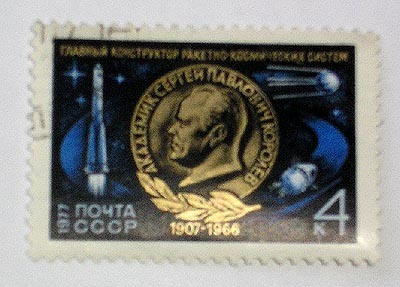 ГЛАВНЫЙ КОНСТРУКТОР РАКЕТНО-КОСМИЧЕСКИХ СИСТЕМ
АКАДЕМИК СЕРГЕЙ ПАВЛОВИЧ КОРОЛЕВ
1907-1966
1977
ПОЧТА
СССР
4
К